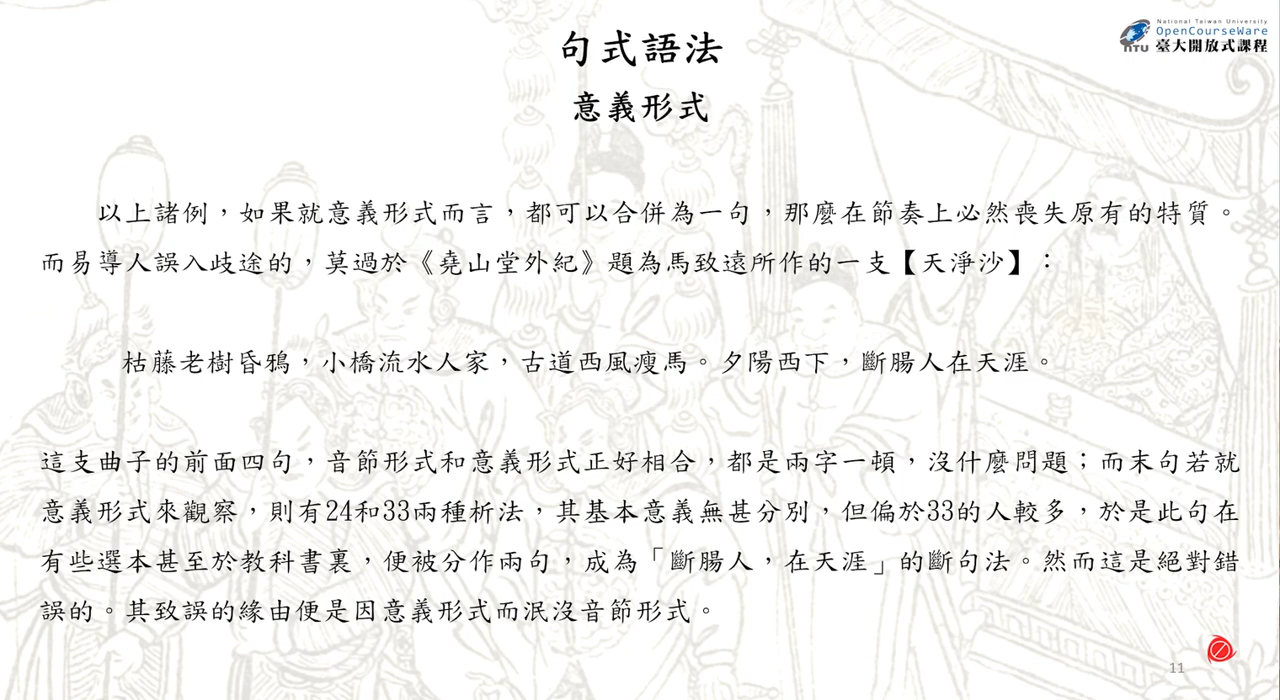 National Taiwan University
OpenCourseWare
NTU 臺大開放式課程
句式語法
意義形式
以上諸例，如果就意義形式而言，都可以合併為一句，那麼在節奏上必然喪失原有的特質。
而易導人誤入歧途的，莫過於《堯山堂外紀》題為馬致遠所作的一支【天淨沙】：
枯藤老樹昏鴉，小橋流水人家，古道西風瘦馬。夕陽西下，斷腸人在天涯。
這支曲子的前面四句，音節形式和意義形式正好相合，都是兩字一頓，沒什麼問題；而末句若就
意義形式來觀察，則有24和33兩種析法，其基本意義無甚分別，但偏於33的人較多，於是此句在
有些選本甚至於教科書裏，便被分作兩句，成為「斷腸人，在天涯」的斷句法。然而這是絕對錯
誤的。其致誤的緣由便是因意義形式而泯沒音節形式。
11